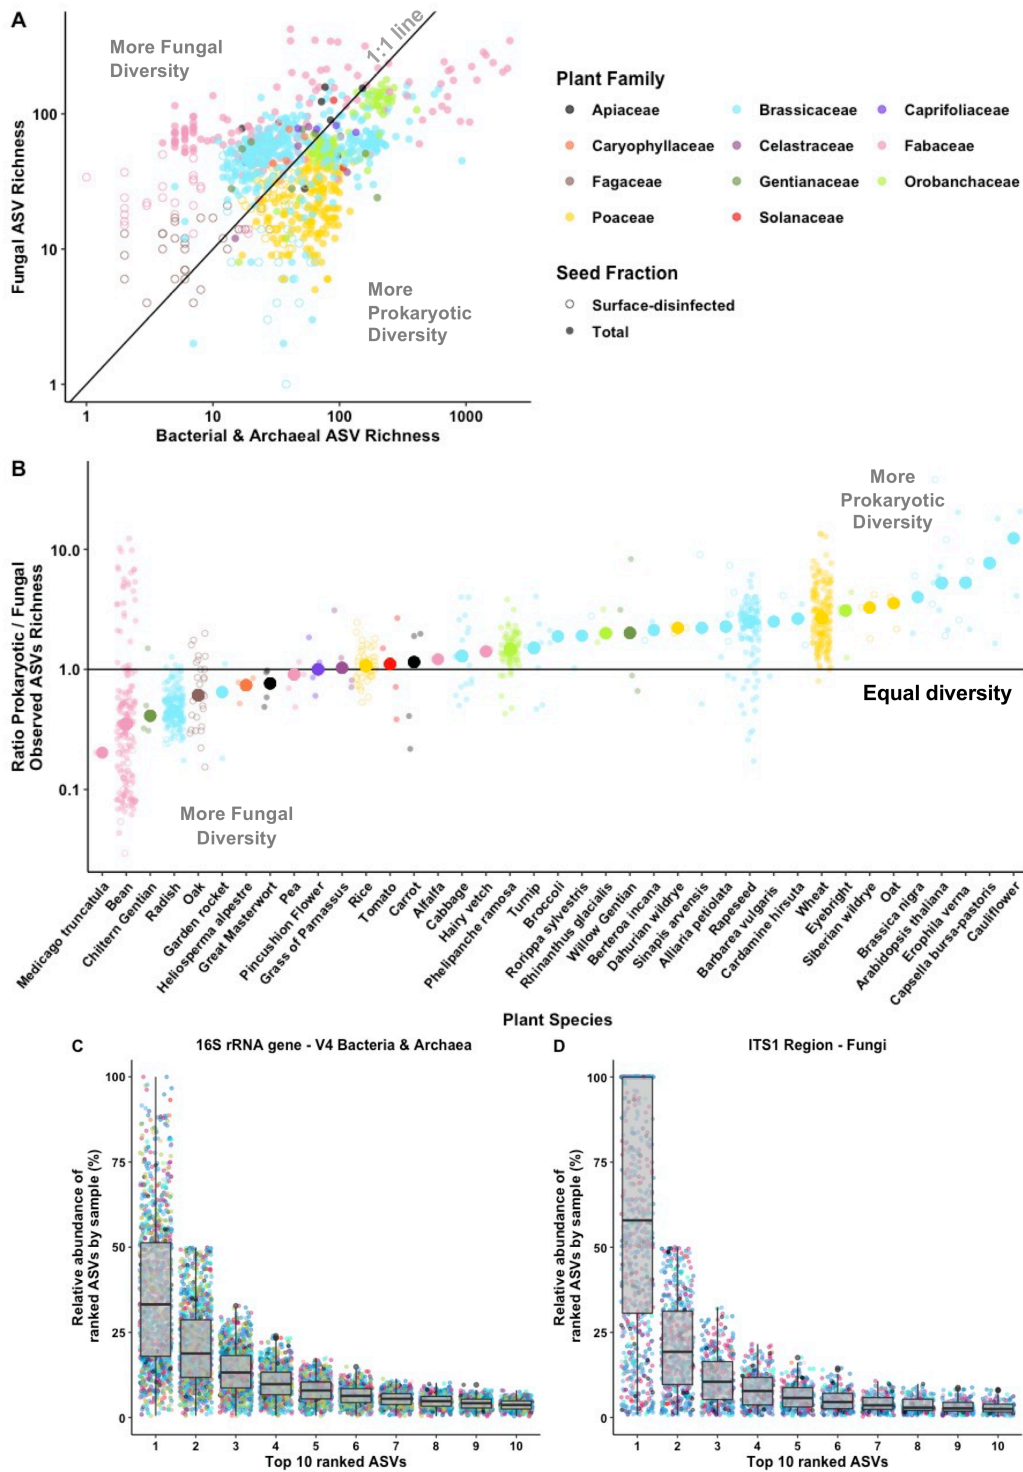 A
More Fungal
Diversity
1:1 line
More
Prokaryotic
Diversity
Fungal ASV Richness
100
10
1
1
10
100
1000
Bacterial & Archaeal ASV Richness
Plant Family
Apiaceae
Brassicaceae
Caprifoliaceae
Caryophyllaceae
Celastraceae
Fabaceae
Fagaceae
Gentianaceae
Orobanchaceae
Poaceae
Solanaceae
Seed Fraction
Surface-disinfected
Total
B
More
Prokaryotic
Diversity
Equal diversity
More Fungal
Diversity
Ratio Prokaryotic / Fungal
Observed ASVs Richness
10.0
1.0
0.1
Medicago truncatula
Bean
Chiltern Gentian
Radish
Oak
Garden rocket
Heliosperma alpestre
Great Masterwort
Pea
Pincushion Flower
Grass of Parnassus
Rice
Tomato
Carrot
Alfalfa
Cabbage
Hairy vetch
Phelipanche ramosa
Turnip
Broccoli
Rorippa sylvestris
Rhinanthus glacialis
Willow Gentian
Berteroa incana
Dahurian wildrye
Sinapis arvensis
Alliaria petiolata
Rapeseed
Barbarea vulgaris
Cardamine hirsuta
Wheat
Eyebright
Siberian wildrye
Oat
Brassica nigra
Arabidopsis thaliana
Erophila verna
Capsella bursa-pastoris
Cauliflower
Plant Species
C
16S rRNA gene - V4 Bacteria & Archaea
Relative abundance of
ranked ASVs by sample (%)
100
75
50
25
0
1 2 3 4 5 6 7 8 9 10
Top 10 ranked ASVs
D
ITS1 Region - Fungi
Relative abundance of
ranked ASVs by sample (%)
100
75
50
25
0
1 2 3 4 5 6 7 8 9 10
Top 10 ranked ASVs